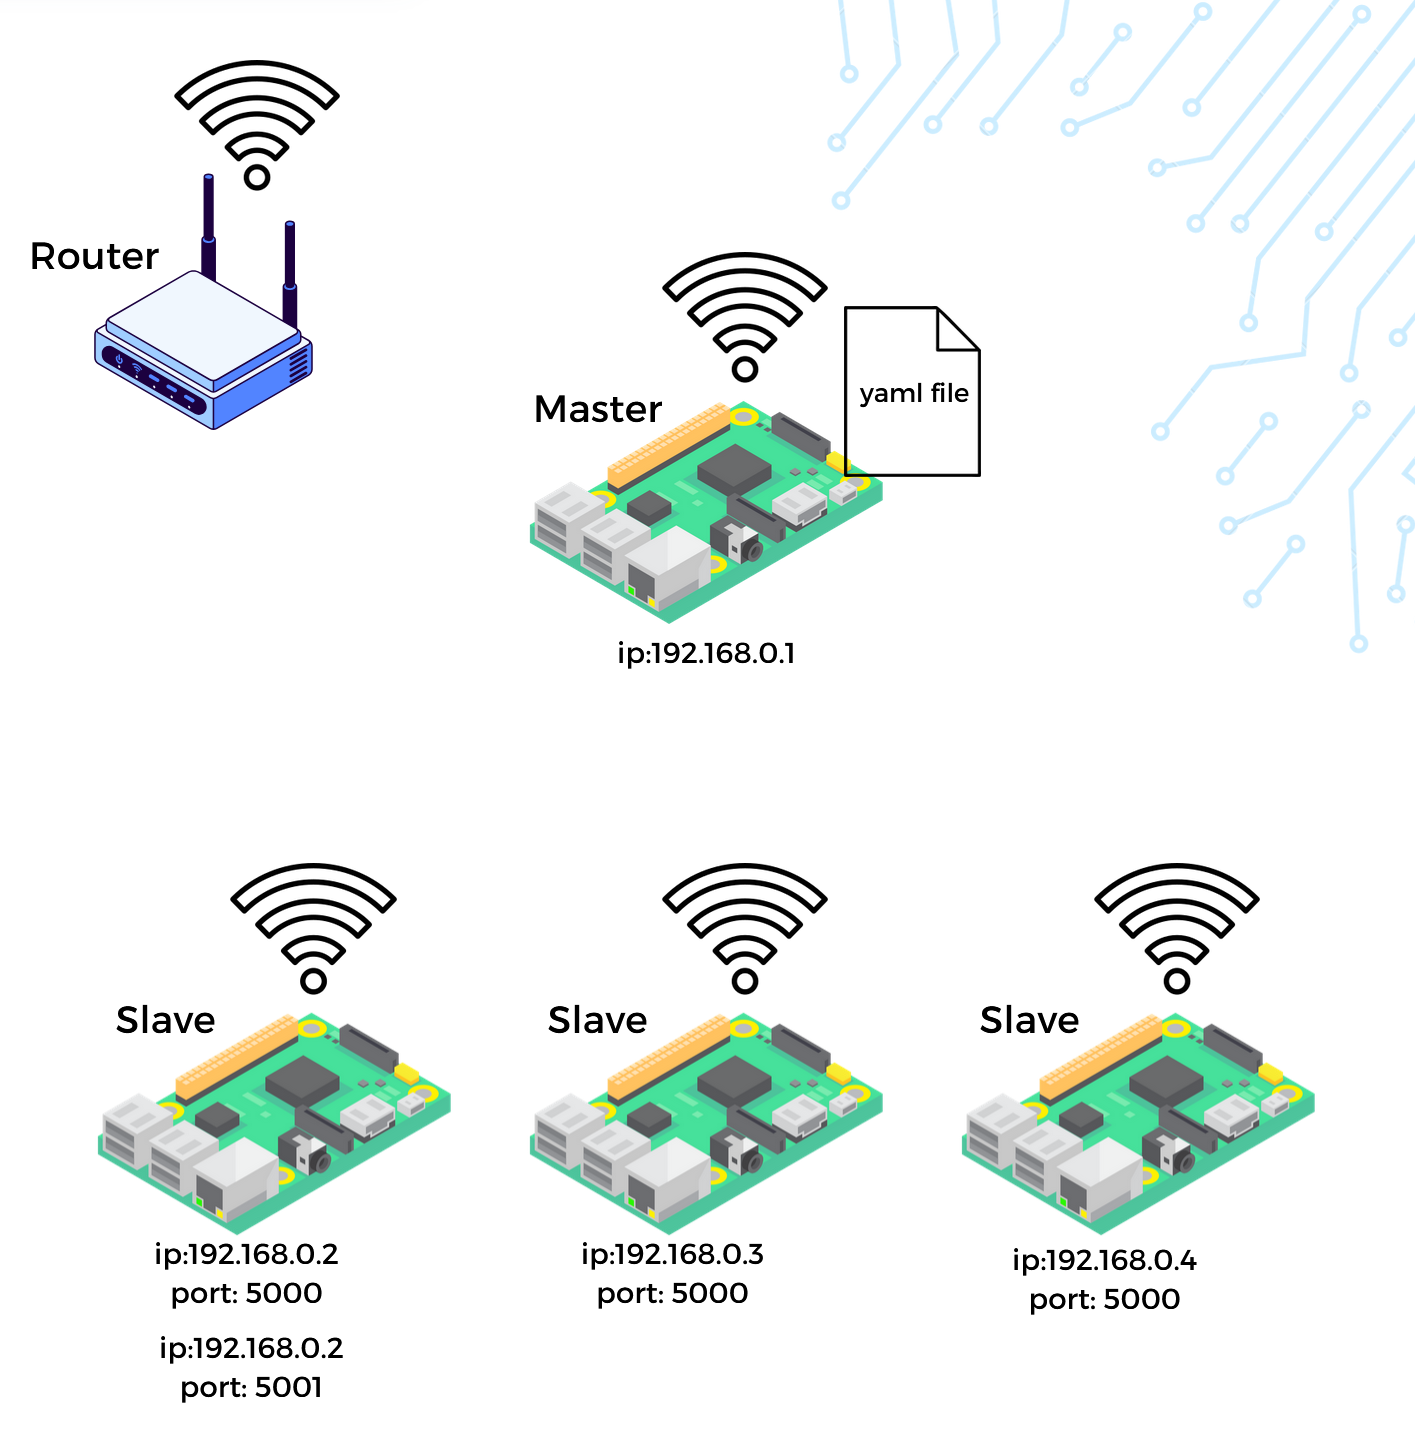 Router
Master
yaml file
ip:192.168.0.1
Slave
Slave
Slave
ip:192.168.0.2
port: 5000
ip:192.168.0.2
port: 5001
ip:192.168.0.3
port: 5000
ip:192.168.0.4
port: 5000